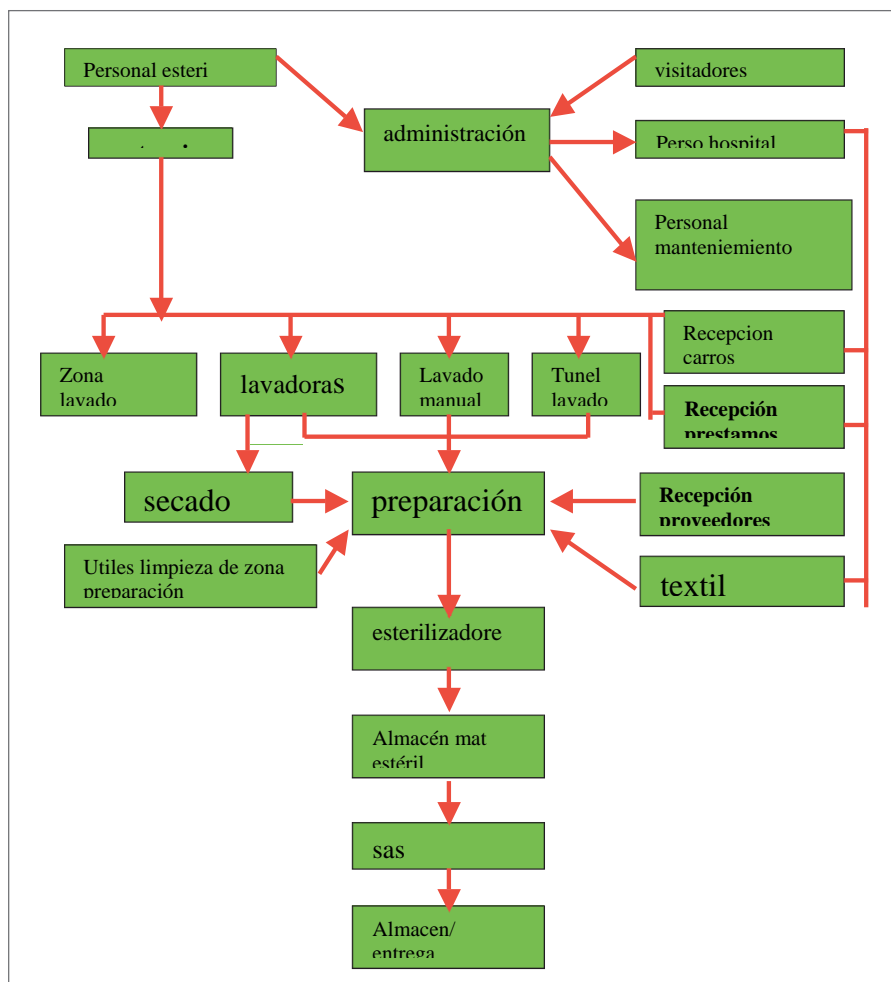 Personal esteri
visitadores
administración
Perso hospital
Personal
manteniemiento
Recepcion
carros
Zona
lavado
lavadoras
Lavado
manual
Tunel
lavado
Recepción
prestamos
secado
preparación
Recepción
proveedores
Utiles limpieza de zona
preparación
textil
esterilizadore
Almacén mat
estéril
sas
Almacen/
entrega